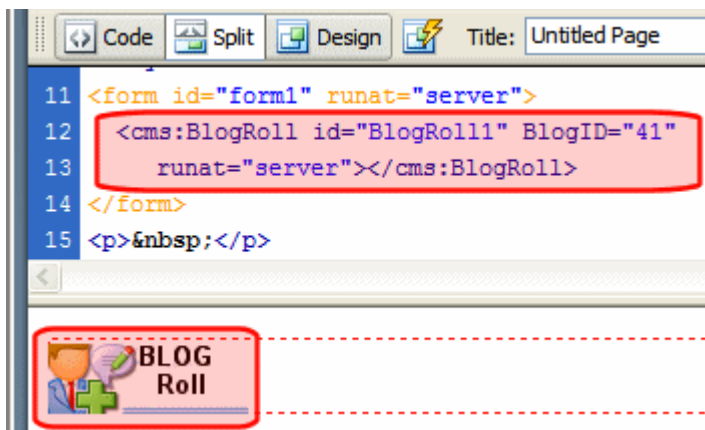 Code Split Design Title: Untitled Page
11 <form id="form1" runat="server">
12 <cms:BlogRoll id="BlogRoll1" BlogID="41"
13 runat="server"></cms:BlogRoll>
14 </form>
15 <p>&nbsp;</p>
BLOG
Roll